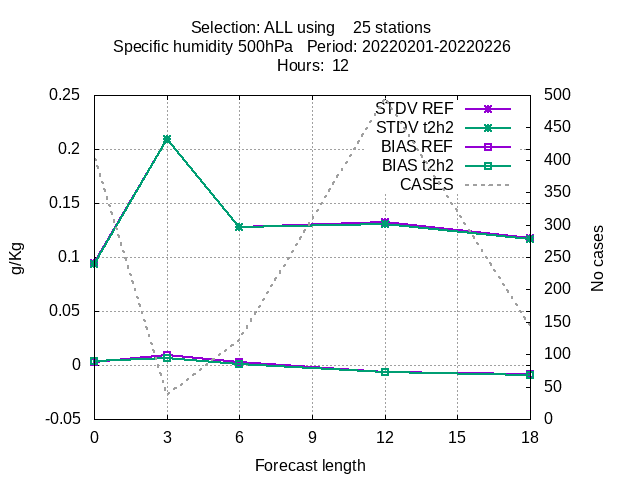 Selection: ALL using    25 stations
Specific humidity 500hPa   Period: 20220201-20220226
Hours:  12
0.25
0.2
0.15
0.1
0.05
0
-0.05
g/Kg
STDV REF
STDV t2h2
BIAS REF
BIAS t2h2
CASES
500
450
400
350
300
250
200
150
100
50
0
No cases
0 3 6 9 12 15 18
Forecast length